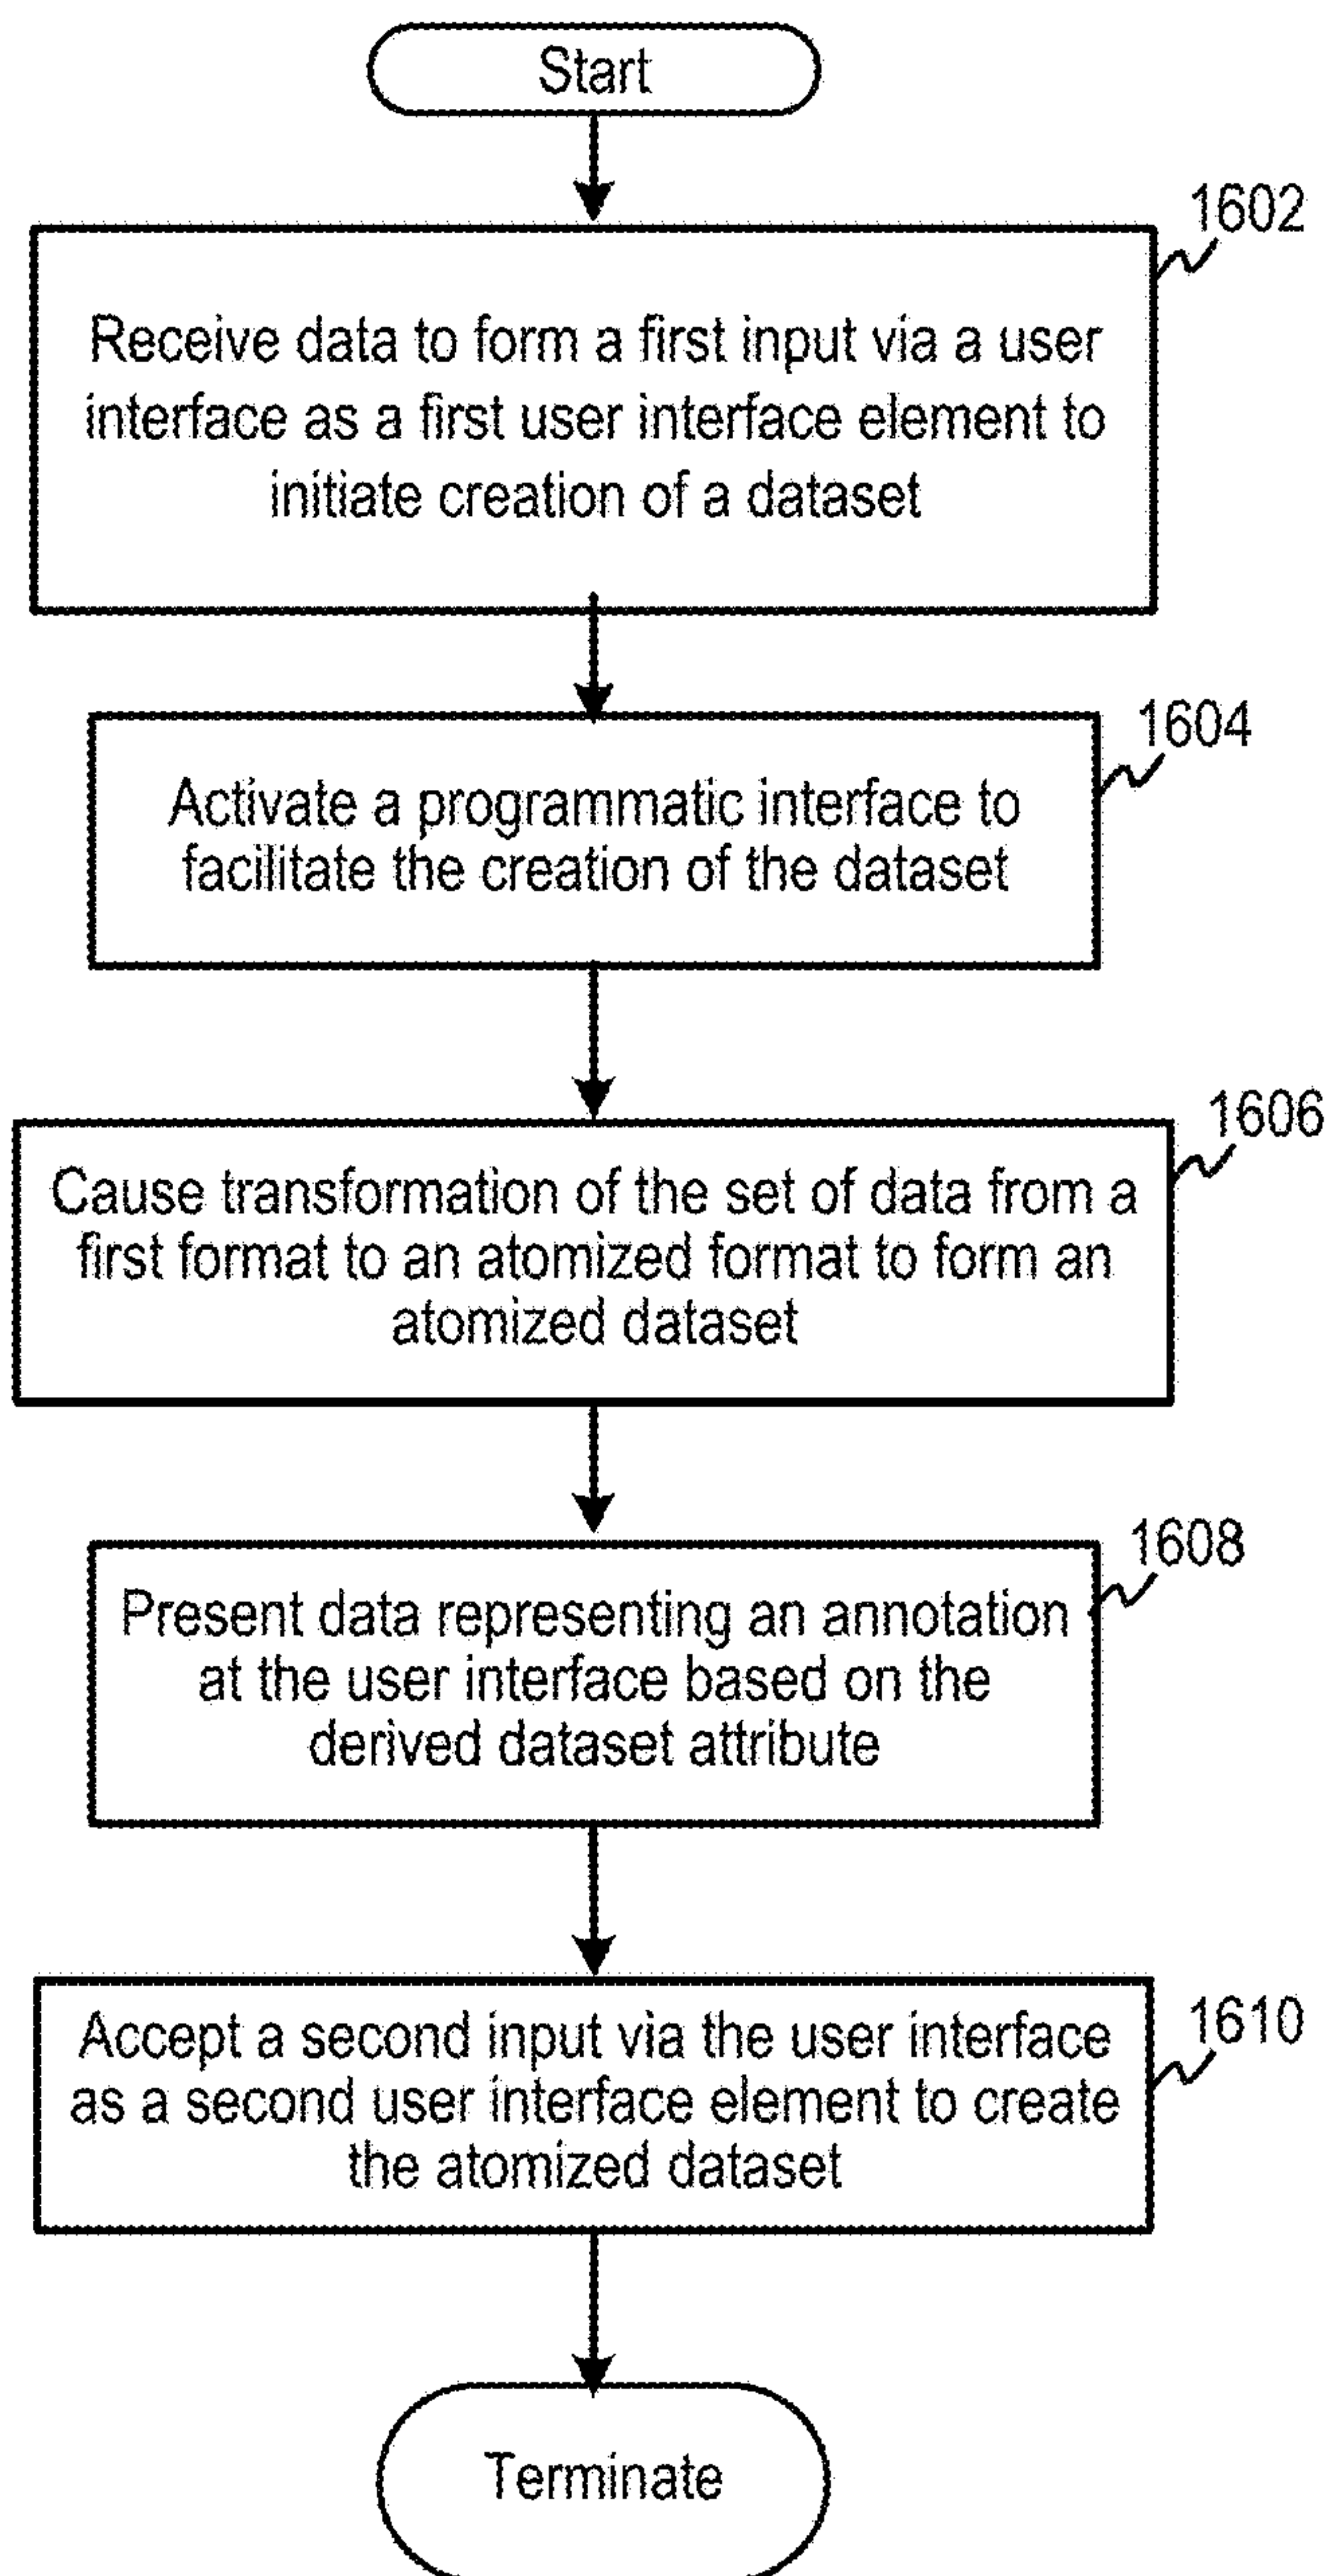 Start
1602
Receive data to form a first input via a user
interface as a first user interface element to
initiate creation of a dataset
1604
Activate a programmatic interface to
facilitate the creation of the dataset
1606
Cause transformation of the set of data from a
first format to an atomized format to form an
atomized dataset
1608
Present data representing an annotation
at the user interface based on the
derived dataset attribute
1610
Accept a second input via the user interface
as a second user interface element to create
the atomized dataset
Terminate